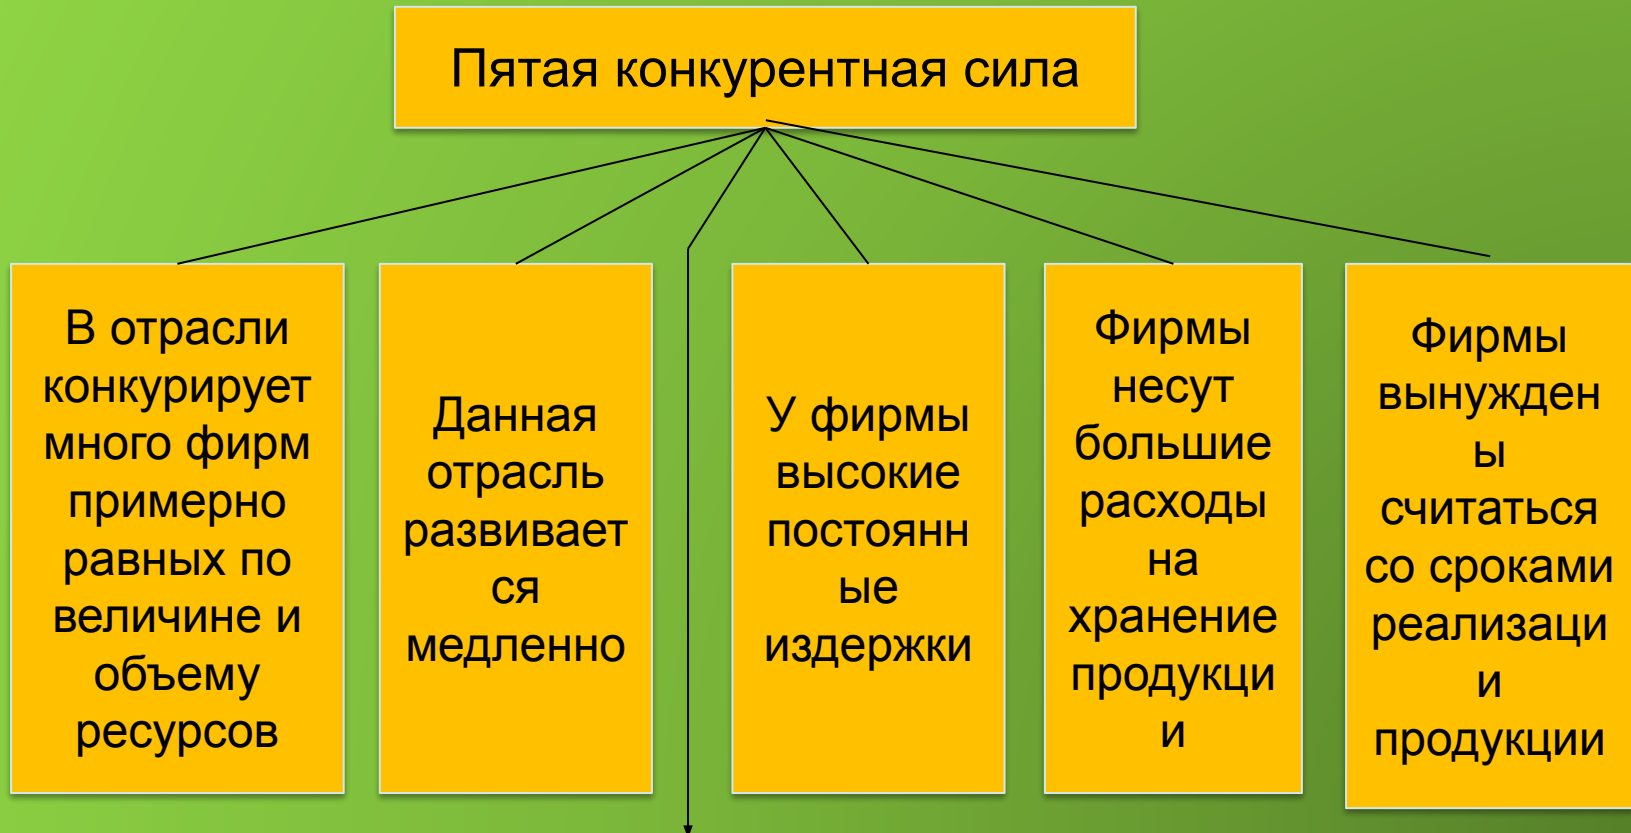 Пятая конкурентная сила
В отрасли
конкурирует
много фирм
примерно
равных по
величине и
объему
ресурсов
Данная
отрасль
развивает
ся
медленно
У фирмы
высокие
постоянн
ые
издержки
Фирмы
несут
большие
расходы
на
хранение
продукци
и
Фирмы
вынужден
ы
считаться
со сроками
реализаци
и
продукции